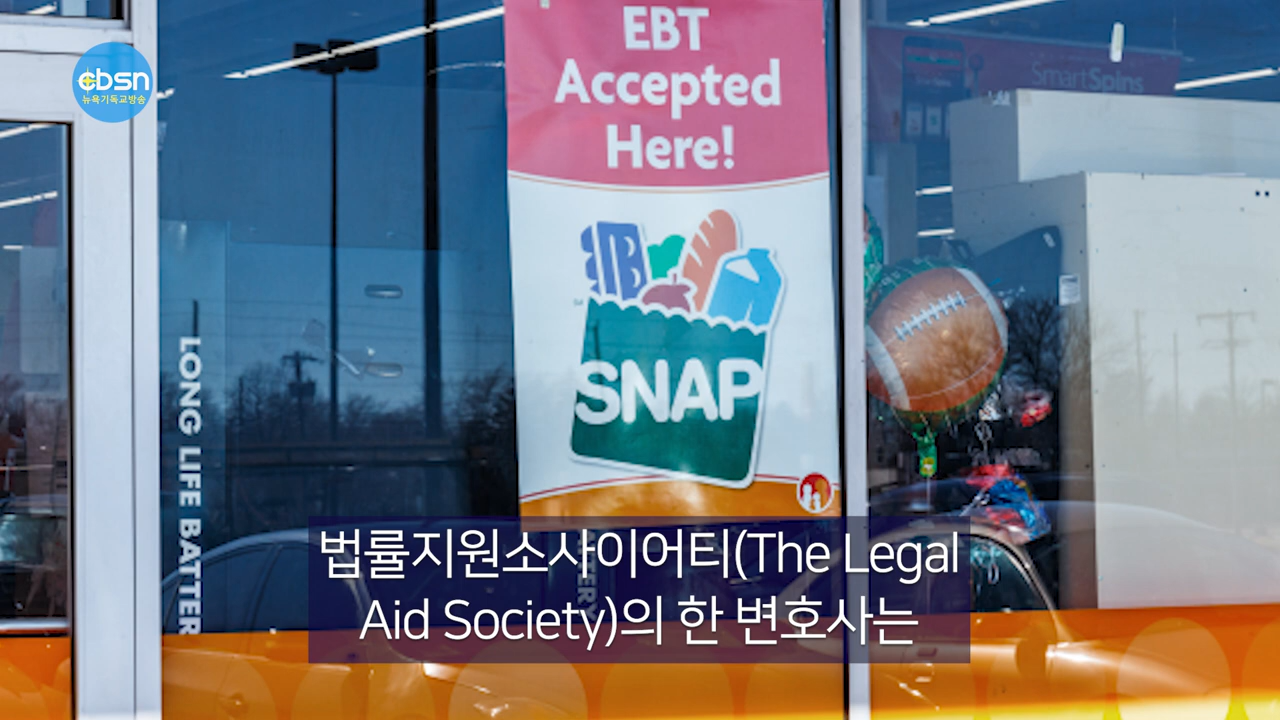 cbsn
뉴욕기독교방송
EBT
Accepted
Here!
SmartSpins
SNAP
LONG LIFE BATTER
법률지원소사이어티(The Legal
Aid Society)의 한 변호사는